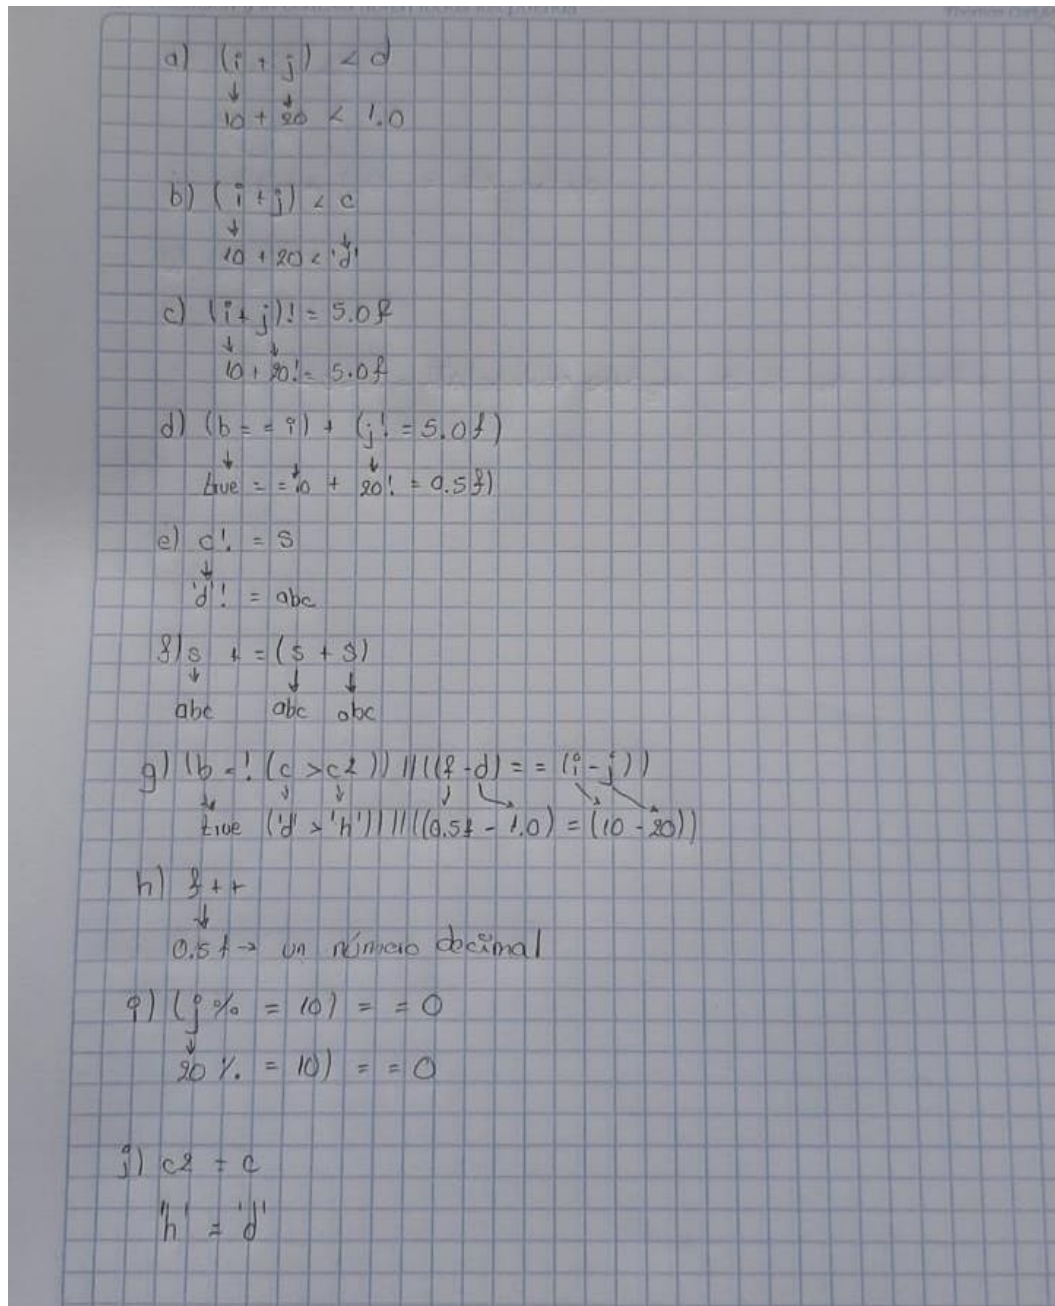 a) (i + j) < d
10 + 20 < 1.0
b) (i + j) < c
10 + 20 < 'd'
c) (i + j)! = 5.0f
10 + 20! = 5.0f
d) (b = = i) + (j! = 5.0f)
true = = 10 + 20! = 0.5f)
e) c! = s
'd'! = abc
f) s + = (s + s)
abc abc abc
g) (b =! (c > c2)) || (((f - d) = = (i - j))
true ('d' > 'h')) || (((0.5f - 1.0) = (10 - 20))
h) f + +
0.5f → un número decimal
i) (j % = 10) = = 0
20 % = 10) = = 0
j) c2 = c
'h' = 'd'